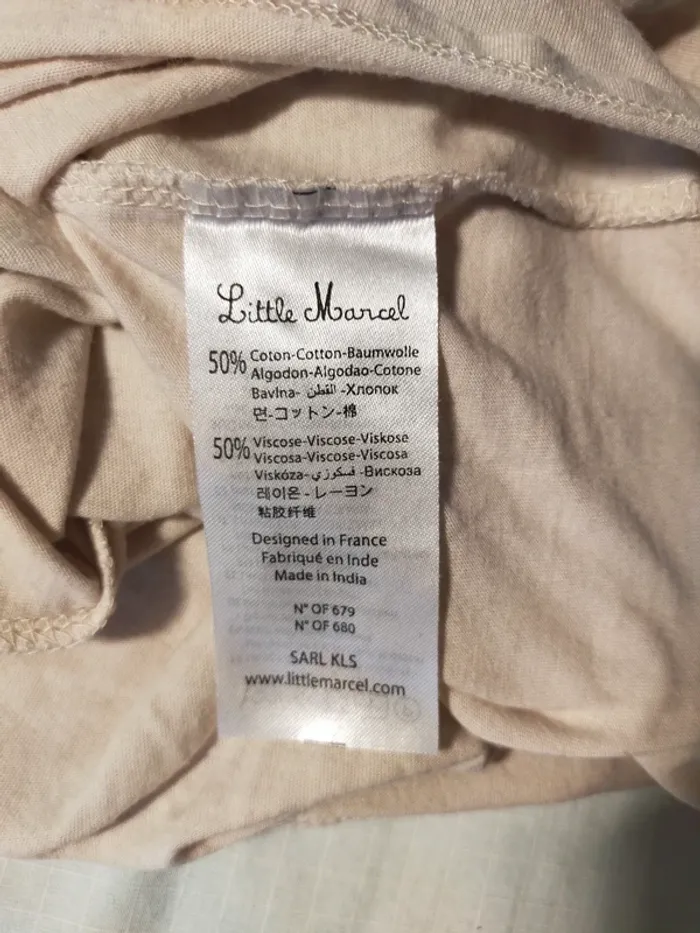 Little Marcel
50% Coton-Cotton-Baumwolle
Algodon-Algodao-Cotone
Bavlna- القطن -Хлопок
면-コットン-棉
50% Viscose-Viscose-Viskose
Viscosa-Viscose-Viscosa
Viskóza-فسكوزي-Вискоза
레이온-レーヨン
粘胶纤维
Designed in France
Fabriqué en Inde
Made in India
N° OF 679
N° OF 680
SARL KLS
www.littlemarcel.com